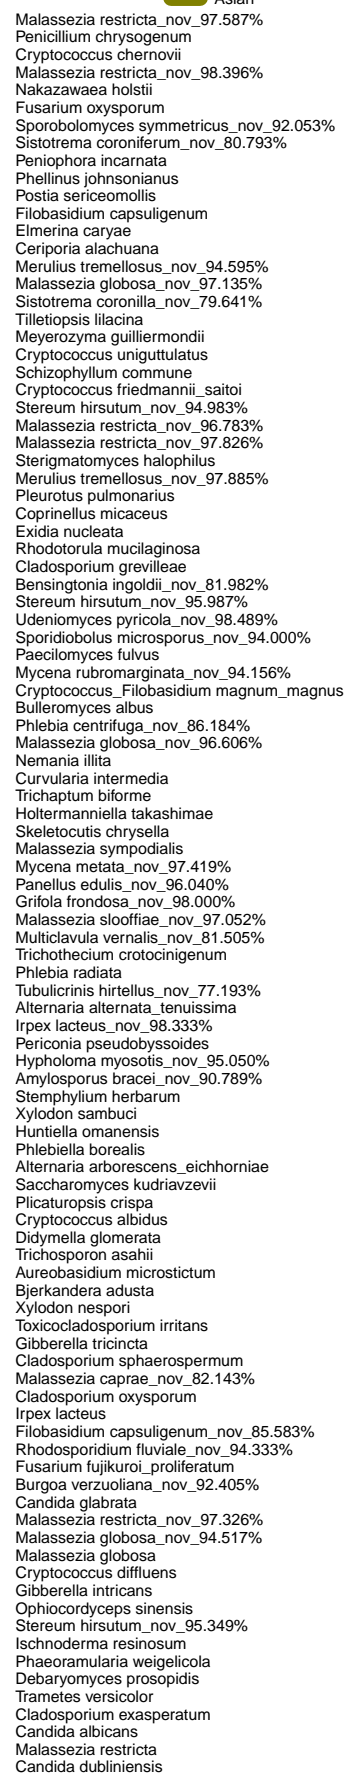 Asian
Malassezia restricta_nov_97.587%
Penicillium chrysogenum
Cryptococcus chernovii
Malassezia restricta_nov_98.396%
Nakazawaea holstii
Fusarium oxysporum
Sporobolomyces symmetricus_nov_92.053%
Sistotrema coroniferum_nov_80.793%
Peniophora incarnata
Phellinus johnsonianus
Postia sericeomollis
Filobasidium capsuligenum
Elmerina caryae
Ceriporia alachuana
Merulius tremellosus_nov_94.595%
Malassezia globosa_nov_97.135%
Sistotrema coronilla_nov_79.641%
Tilletiopsis lilacina
Meyerozyma guilliermondii
Cryptococcus uniguttulatus
Schizophyllum commune
Cryptococcus friedmannii_saitoi
Stereum hirsutum_nov_94.983%
Malassezia restricta_nov_96.783%
Malassezia restricta_nov_97.826%
Sterigmatomyces halophilus
Merulius tremellosus_nov_97.885%
Pleurotus pulmonarius
Coprinellus micaceus
Exidia nucleata
Rhodotorula mucilaginosa
Cladosporium grevilleae
Bensingtonia ingoldii_nov_81.982%
Stereum hirsutum_nov_95.987%
Udeniomyces pyricola_nov_98.489%
Sporidiobolus microsporus_nov_94.000%
Paecilomyces fulvus
Mycena rubromarginata_nov_94.156%
Cryptococcus_Filobasidium magnum_magnus
Bulleromyces albus
Phlebia centrifuga_nov_86.184%
Malassezia globosa_nov_96.606%
Nemania illita
Curvularia intermedia
Trichaptum biforme
Holtermanniella takashimae
Skeletocutis chrysella
Malassezia sympodialis
Mycena metata_nov_97.419%
Panellus edulis_nov_96.040%
Grifola frondosa_nov_98.000%
Malassezia slooffiae_nov_97.052%
Multiclavula vernalis_nov_81.505%
Trichothecium crotocinigenum
Phlebia radiata
Tubulicrinis hirtellus_nov_77.193%
Alternaria alternata_tenuissima
Irpex lacteus_nov_98.333%
Periconia pseudobyssoides
Hypholoma myosotis_nov_95.050%
Amylosporus bracei_nov_90.789%
Stemphylium herbarum
Xylodon sambuci
Huntiella omanensis
Phlebiella borealis
Alternaria arborescens_eichhorniae
Saccharomyces kudriavzevii
Plicaturopsis crispa
Cryptococcus albidus
Didymella glomerata
Trichosporon asahii
Aureobasidium microstictum
Bjerkandera adusta
Xylodon nespori
Toxicocladosporium irritans
Gibberella tricincta
Cladosporium sphaerospermum
Malassezia caprae_nov_82.143%
Cladosporium oxysporum
Irpex lacteus
Filobasidium capsuligenum_nov_85.583%
Rhodosporidium fluviale_nov_94.333%
Fusarium fujikuroi_proliferatum
Burgoa verzuoliana_nov_92.405%
Candida glabrata
Malassezia restricta_nov_97.326%
Malassezia globosa_nov_94.517%
Malassezia globosa
Cryptococcus diffluens
Gibberella intricans
Ophiocordyceps sinensis
Stereum hirsutum_nov_95.349%
Ischnoderma resinosum
Phaeoramularia weigelicola
Debaryomyces prosopidis
Trametes versicolor
Cladosporium exasperatum
Candida albicans
Malassezia restricta
Candida dubliniensis